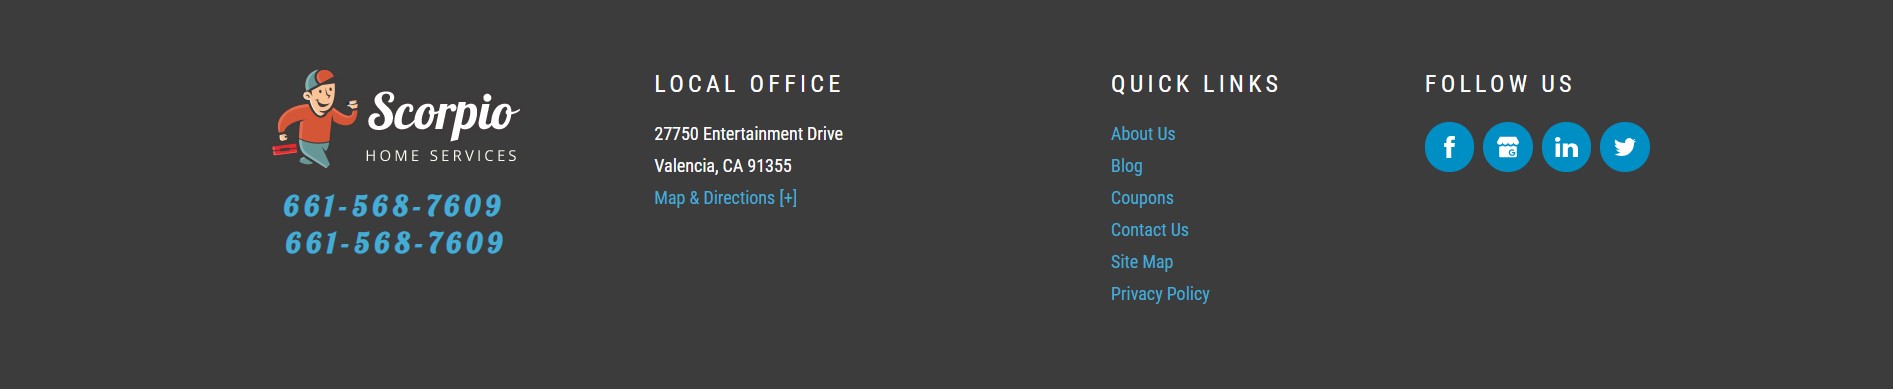 Scorpio
HOME SERVICES
661-568-7609
661-568-7609
LOCAL OFFICE
27750 Entertainment Drive
Valencia, CA 91355
Map & Directions [+]
QUICK LINKS
About Us
Blog
Coupons
Contact Us
Site Map
Privacy Policy
FOLLOW US